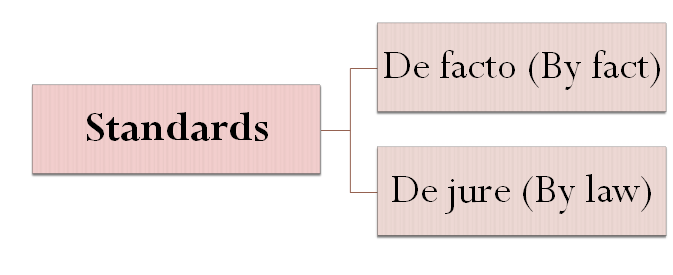 Standards
De facto (By fact)
De jure (By law)